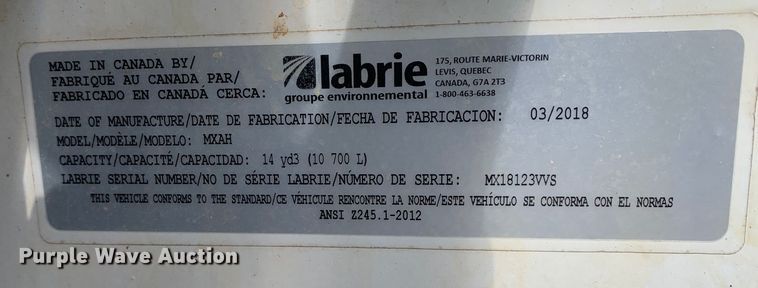 MADE IN CANADA BY/
FABRIQUÉ AU CANADA PAR/
FABRICADO EN CANADÁ CERCA:
labrie
groupe environnemental
175, ROUTE MARIE-VICTORIN
LEVIS, QUEBEC
CANADA, G7A 2T3
1-800-463-6638
DATE OF MANUFACTURE/DATE DE FABRICATION/FECHA DE FABRICACION: 03/2018
MODEL/MODÈLE/MODELO: MXAH
CAPACITY/CAPACITÉ/CAPACIDAD: 14 yd3 (10 700 L)
LABRIE SERIAL NUMBER/NO DE SÉRIE LABRIE/NÚMERO DE SERIE: MX18123VVS
THIS VEHICLE CONFORMS TO THE STANDARD/CE VÉHICULE RENCONTRE LA NORME/ESTE VEHÍCULO SE CONFORMA CON EL NORMAS
ANSI Z245.1-2012
Purple Wave Auction